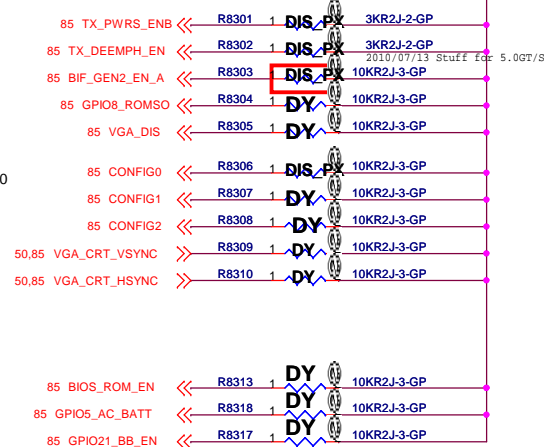 85 TX_PWRS_ENB R8301 1 DIS_PX 3KR2J-2-GP
85 TX_DEEMPH_EN R8302 1 DIS_PX 3KR2J-2-GP
2010/07/13 Stuff for 5.0GT/S
85 BIF_GEN2_EN_A R8303 1 DIS_PX 10KR2J-3-GP
85 GPIO8_ROMSO R8304 1 DY 10KR2J-3-GP
85 VGA_DIS R8305 1 DY 10KR2J-3-GP
85 CONFIG0 R8306 1 DIS_PX 10KR2J-3-GP
0
85 CONFIG1 R8307 1 DY 10KR2J-3-GP
85 CONFIG2 R8308 1 DY 10KR2J-3-GP
50,85 VGA_CRT_VSYNC R8309 1 DY 10KR2J-3-GP
50,85 VGA_CRT_HSYNC R8310 1 DY 10KR2J-3-GP
85 BIOS_ROM_EN R8313 1 DY 10KR2J-3-GP
85 GPIO5_AC_BATT R8318 1 DY 10KR2J-3-GP
85 GPIO21_BB_EN R8317 1 DY 10KR2J-3-GP